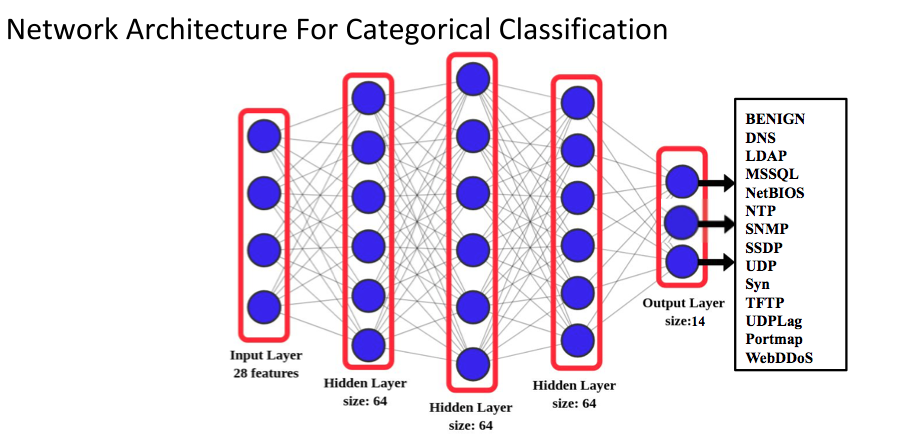 Network Architecture For Categorical Classification
Input Layer
28 features
Hidden Layer
size: 64
Hidden Layer
size: 64
Hidden Layer
size: 64
Output Layer
size:14
BENIGN
DNS
LDAP
MSSQL
NetBIOS
NTP
SNMP
SSDP
UDP
Syn
TFTP
UDPLag
Portmap
WebDDoS